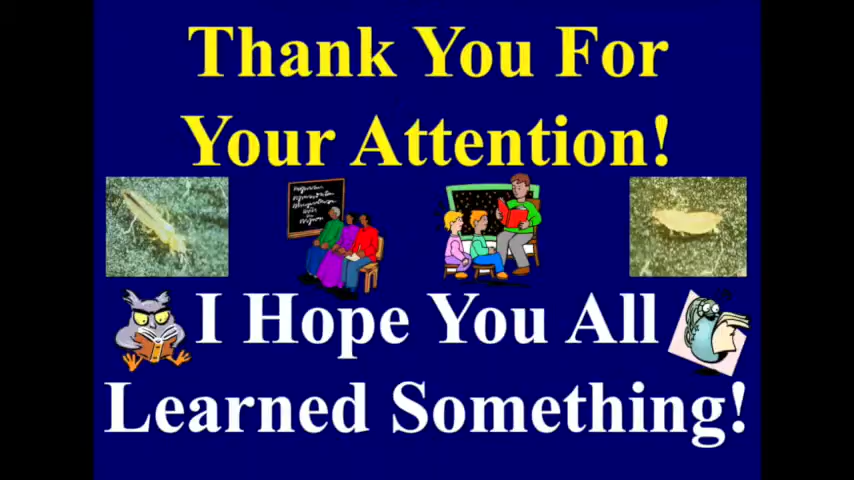 Thank You For
Your Attention!
I Hope You All
Learned Something!